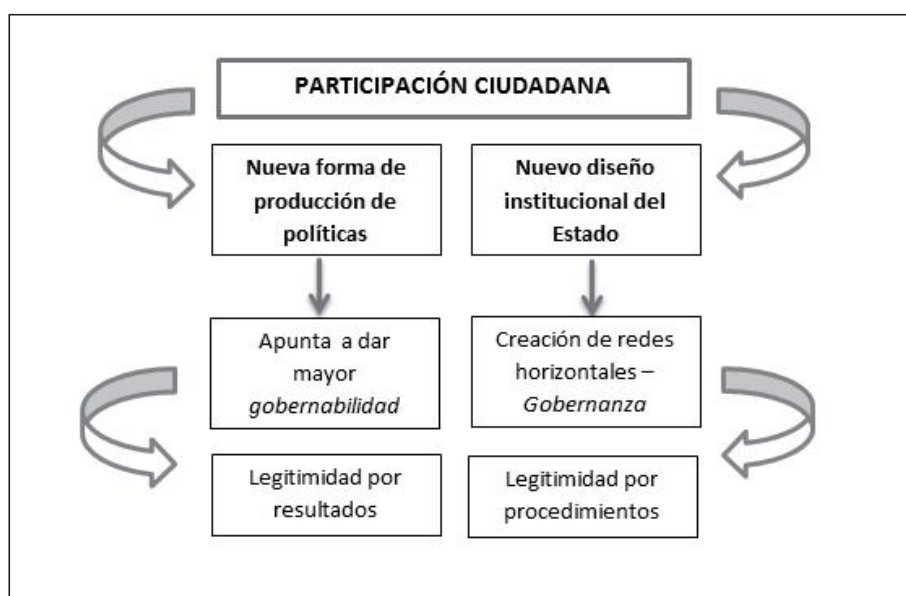 PARTICIPACIÓN CIUDADANA
Nueva forma de
producción de
políticas
Nuevo diseño
institucional del
Estado
Apunta a dar
mayor
gobernabilidad
Creación de redes
horizontales –
Gobernanza
Legitimidad por
resultados
Legitimidad por
procedimientos